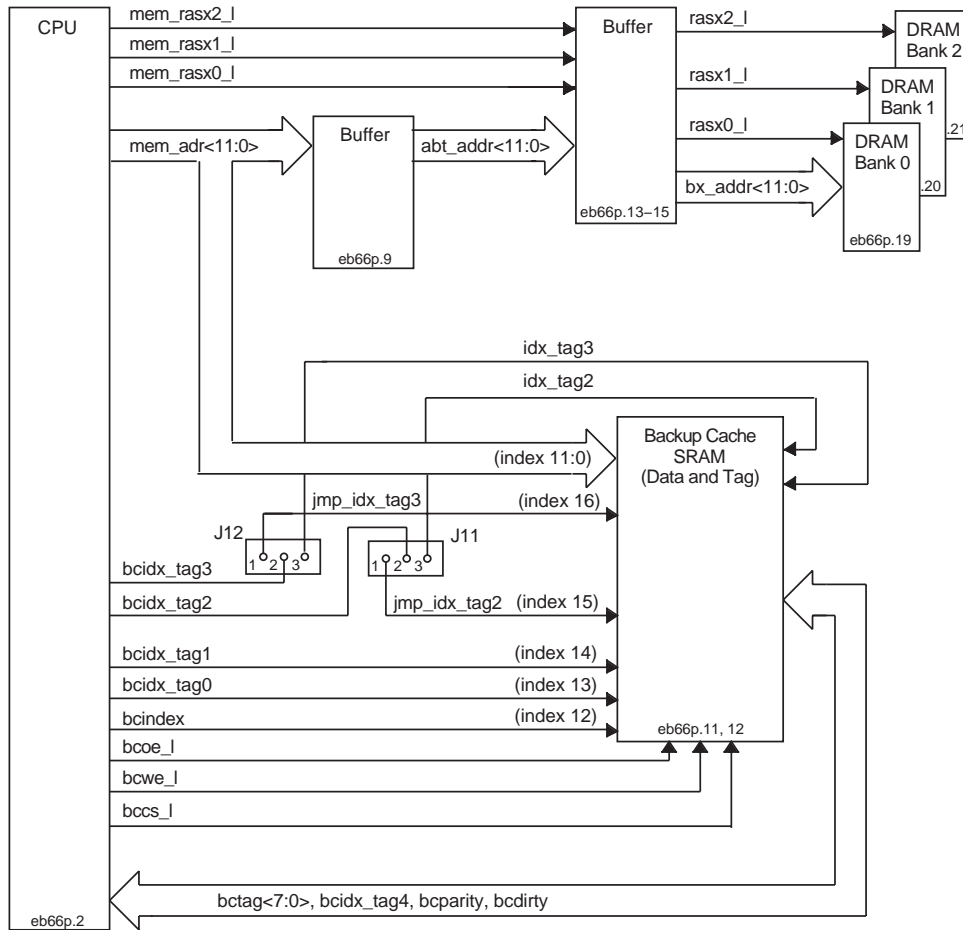 CPU
mem_rasx2_l
mem_rasx1_l
mem_rasx0_l
mem_adr<11:0>
Buffer
eb66p.9
abt_addr<11:0>
Buffer
eb66p.13–15
rasx2_l
rasx1_l
rasx0_l
bx_addr<11:0>
DRAM
Bank 2
.21
DRAM
Bank 1
.20
DRAM
Bank 0
eb66p.19
idx_tag3
idx_tag2
Backup Cache
SRAM
(Data and Tag)
(index 11:0)
jmp_idx_tag3
(index 16)
J12
1 2 3
J11
1 2 3
bcidx_tag3
bcidx_tag2
jmp_idx_tag2
(index 15)
bcidx_tag1
(index 14)
bcidx_tag0
(index 13)
bcindex
(index 12)
eb66p.11, 12
bcoe_l
bcwe_l
bccs_l
bctag<7:0>, bcidx_tag4, bcparity, bcdirty
eb66p.2